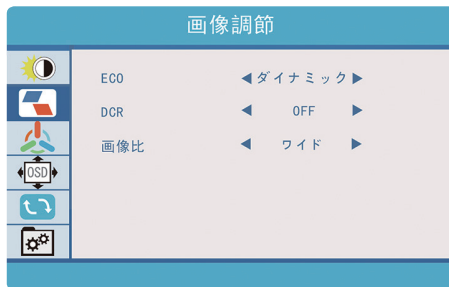 画像調節
ECO ◀ダイナミック▶
DCR ◀ OFF ▶
画像比 ◀ ワイド ▶
OSD